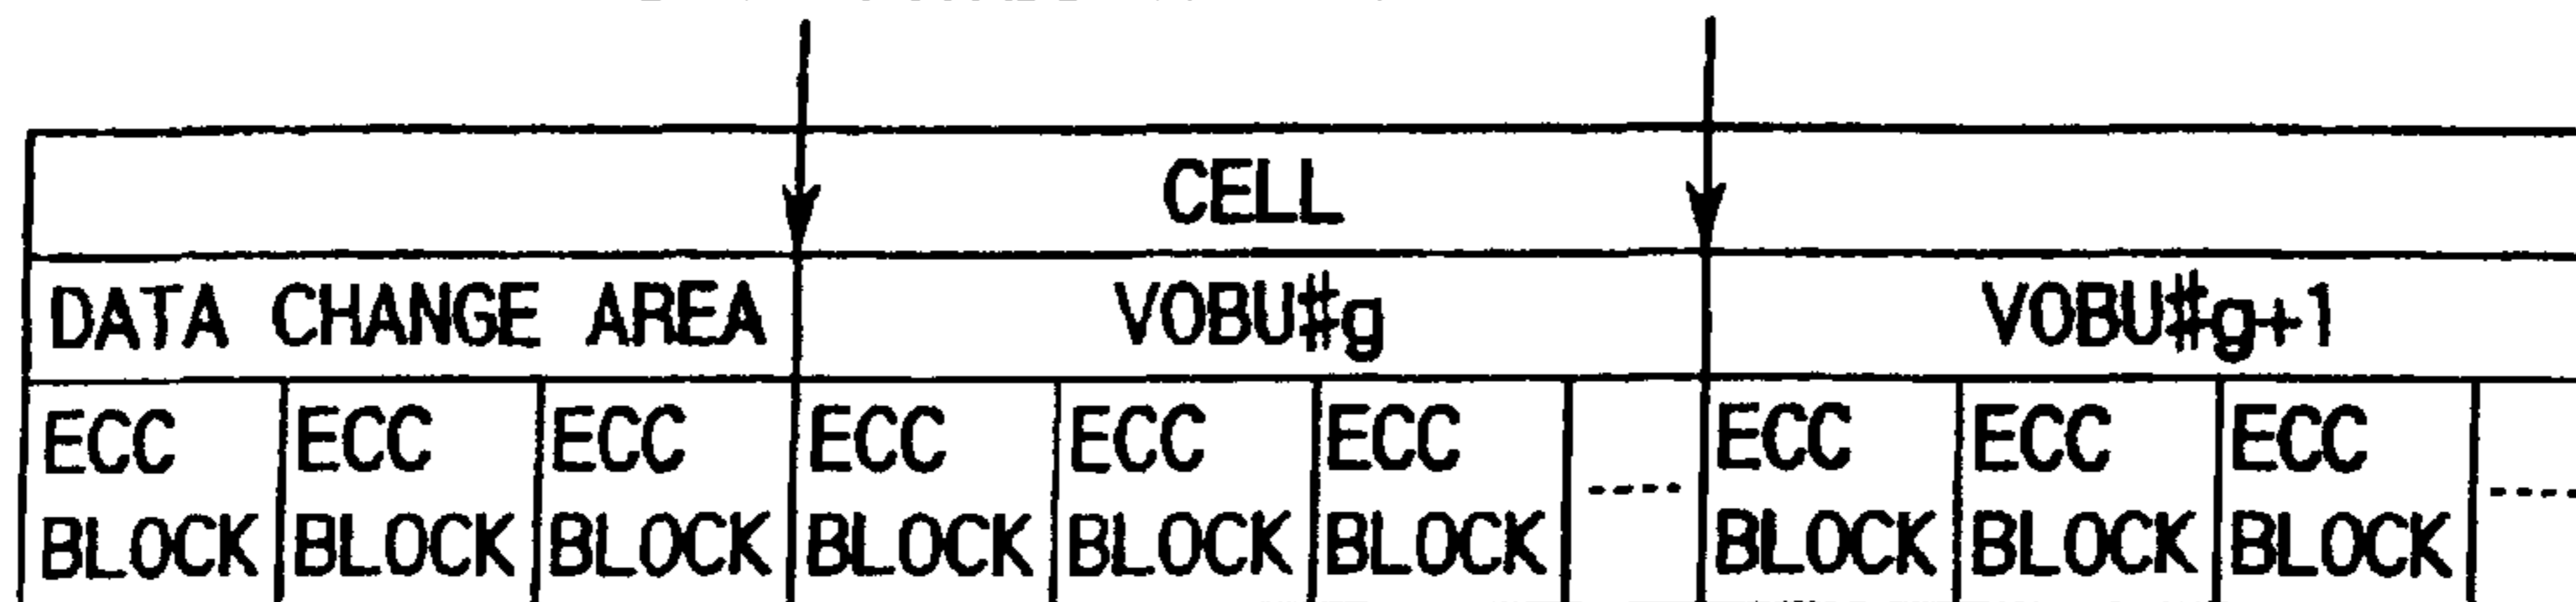 CELL
DATA CHANGE AREA VOBU#g VOBU#g+1
ECC ECC ECC ECC ECC ECC ECC ECC ECC
BLOCK BLOCK BLOCK BLOCK BLOCK BLOCK ---- BLOCK BLOCK BLOCK ----